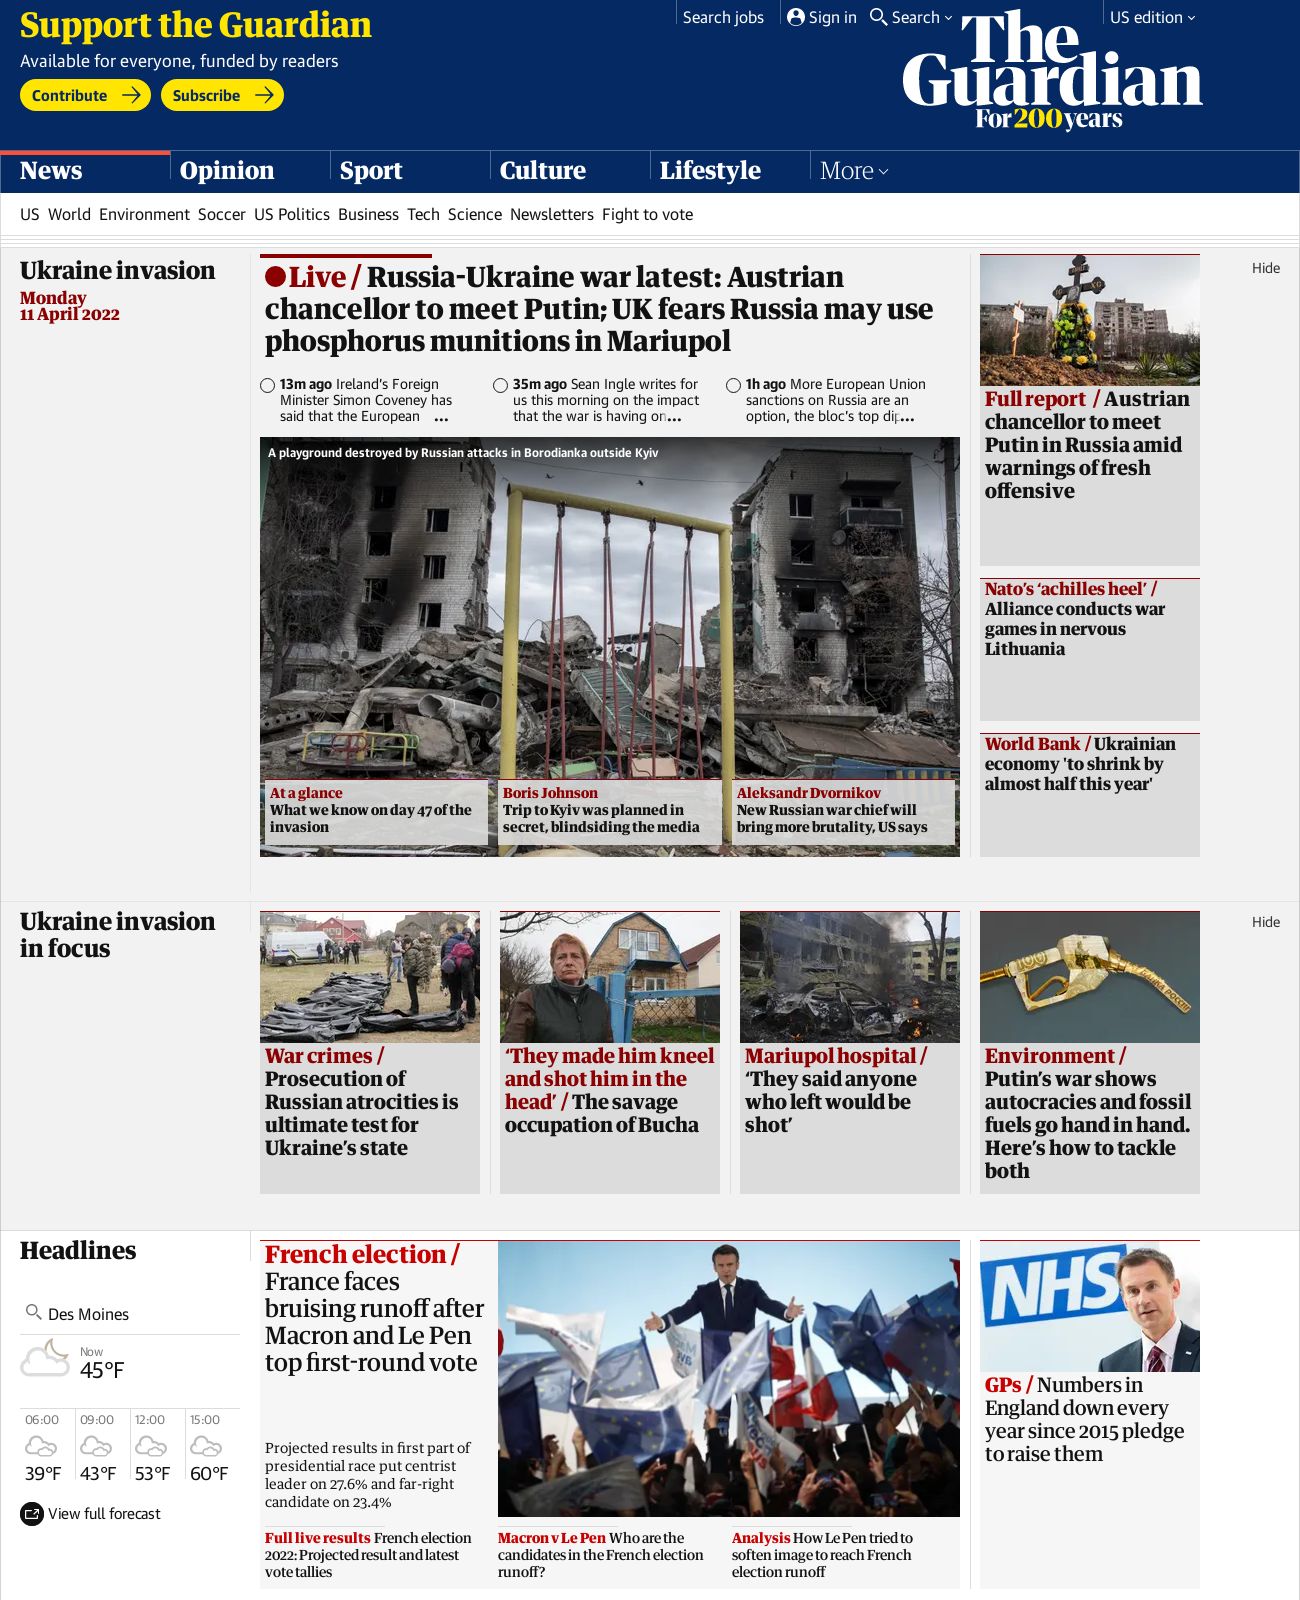 Support the Guardian
Available for everyone, funded by readers
Contribute
Subscribe
Search jobs
Sign in
Search
US edition
The
Guardian
For 200 years
News
Opinion
Sport
Culture
Lifestyle
More
US World Environment Soccer US Politics Business Tech Science Newsletters Fight to vote
Ukraine invasion
Monday
11 April 2022
Hide
Live / Russia-Ukraine war latest: Austrian
chancellor to meet Putin; UK fears Russia may use
phosphorus munitions in Mariupol
13m ago Ireland's Foreign
Minister Simon Coveney has
said that the European ...
35m ago Sean Ingle writes for
us this morning on the impact
that the war is having on...
1h ago More European Union
sanctions on Russia are an
option, the bloc's top dip...
A playground destroyed by Russian attacks in Borodianka outside Kyiv
At a glance
What we know on day 47 of the
invasion
Boris Johnson
Trip to Kyiv was planned in
secret, blindsiding the media
Aleksandr Dvornikov
New Russian war chief will
bring more brutality, US says
Full report / Austrian
chancellor to meet
Putin in Russia amid
warnings of fresh
offensive
Nato's ‘achilles heel’ /
Alliance conducts war
games in nervous
Lithuania
World Bank / Ukrainian
economy 'to shrink by
almost half this year'
Ukraine invasion
in focus
Hide
War crimes /
Prosecution of
Russian atrocities is
ultimate test for
Ukraine’s state
‘They made him kneel
and shot him in the
head’ / The savage
occupation of Bucha
Mariupol hospital /
‘They said anyone
who left would be
shot’
Environment /
Putin’s war shows
autocracies and fossil
fuels go hand in hand.
Here’s how to tackle
both
Headlines
Des Moines
Now
45°F
06:00 09:00 12:00 15:00
39°F 43°F 53°F 60°F
View full forecast
French election /
France faces
bruising runoff after
Macron and Le Pen
top first-round vote
Projected results in first part of
presidential race put centrist
leader on 27.6% and far-right
candidate on 23.4%
Full live results French election
2022: Projected result and latest
vote tallies
Macron v Le Pen Who are the
candidates in the French election
runoff?
Analysis How Le Pen tried to
soften image to reach French
election runoff
NHS
GPs / Numbers in
England down every
year since 2015 pledge
to raise them